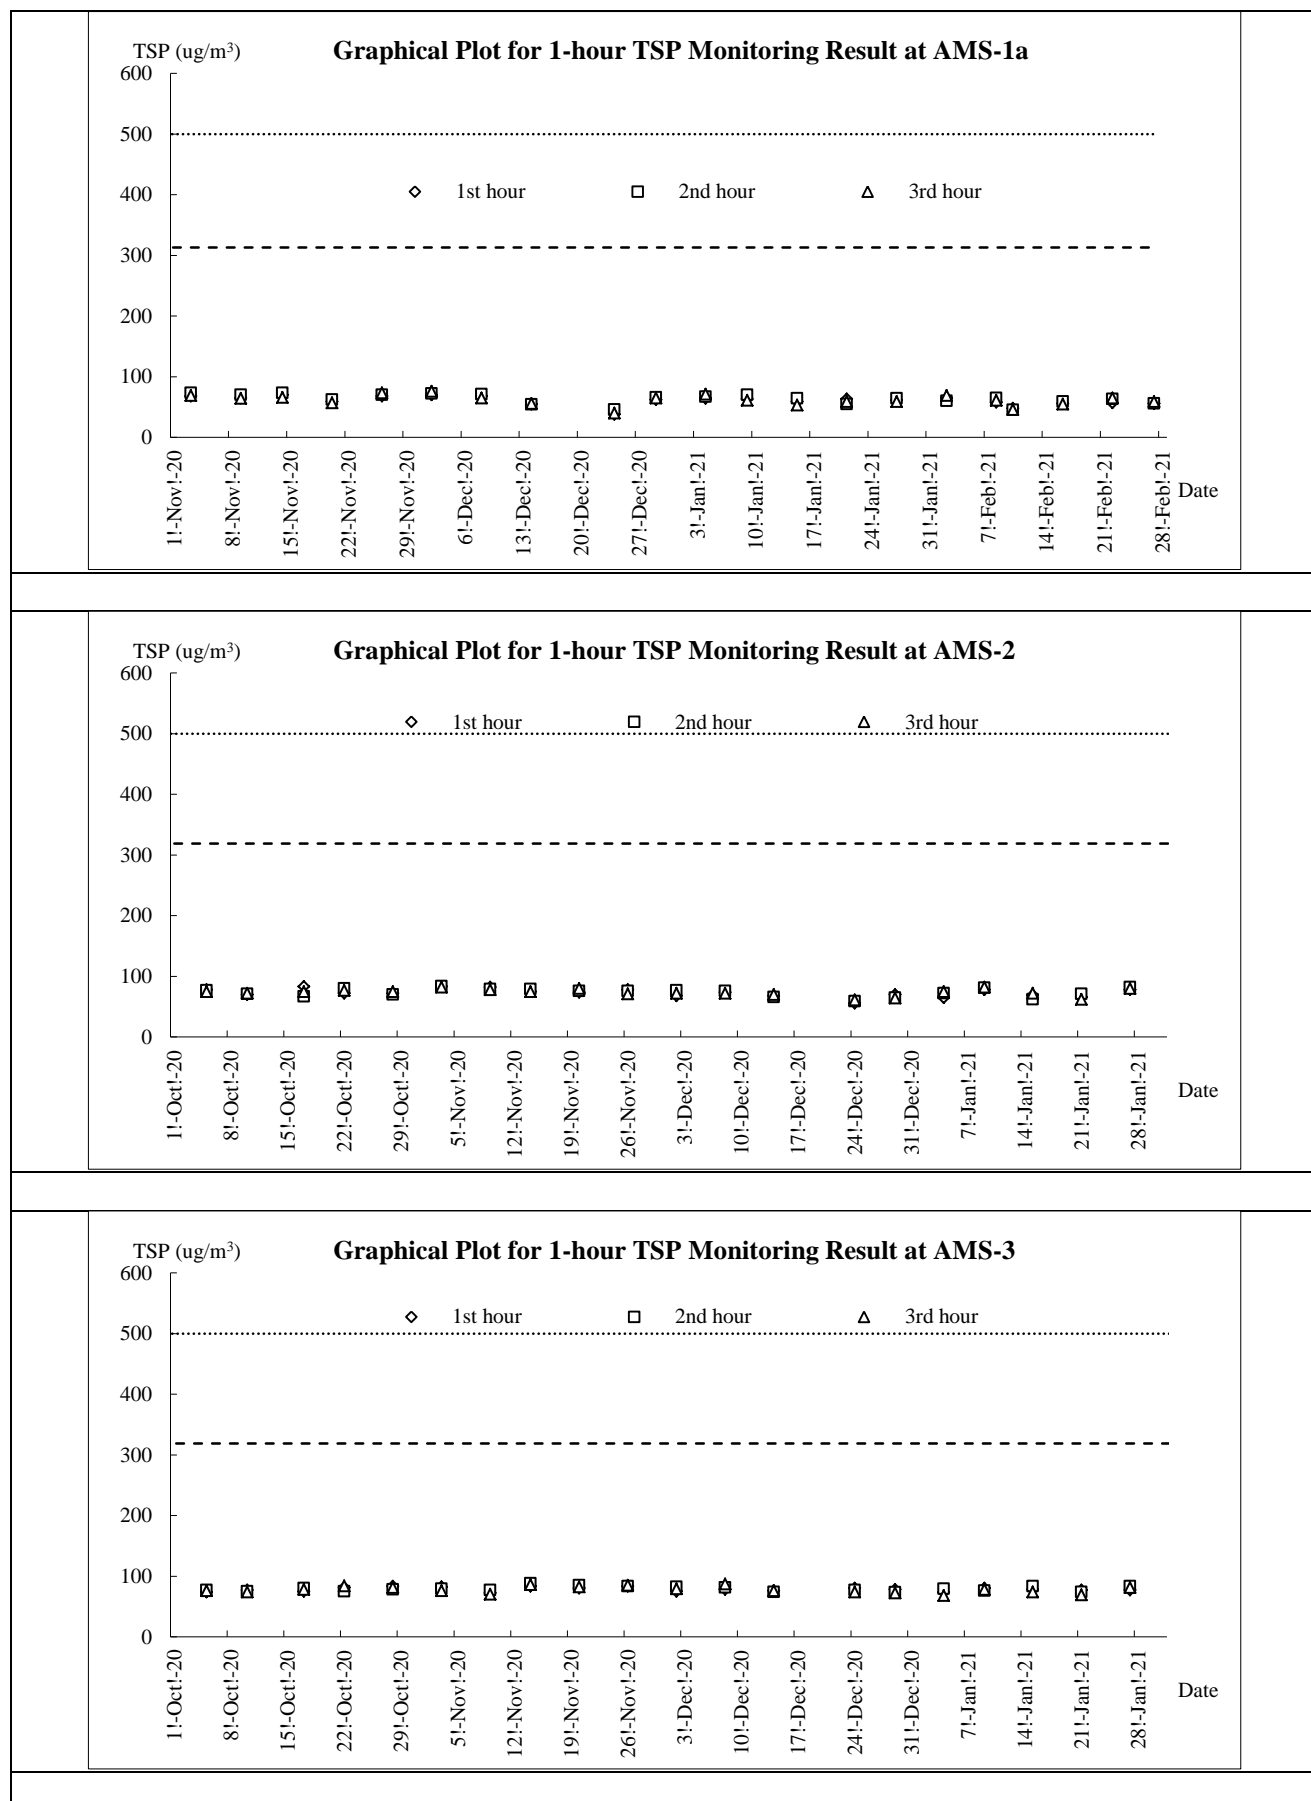 TSP (ug/m³) Graphical Plot for 1-hour TSP Monitoring Result at AMS-1a
600
500
1st hour 2nd hour 3rd hour
400
300
200
100
0
1!-Nov!-20 8!-Nov!-20 15!-Nov!-20 22!-Nov!-20 29!-Nov!-20 6!-Dec!-20 13!-Dec!-20 20!-Dec!-20 27!-Dec!-20 3!-Jan!-21 10!-Jan!-21 17!-Jan!-21 24!-Jan!-21 31!-Jan!-21 7!-Feb!-21 14!-Feb!-21 21!-Feb!-21 28!-Feb!-21 Date
TSP (ug/m³) Graphical Plot for 1-hour TSP Monitoring Result at AMS-2
600
1st hour 2nd hour 3rd hour
500
400
300
200
100
0
1!-Oct!-20 8!-Oct!-20 15!-Oct!-20 22!-Oct!-20 29!-Oct!-20 5!-Nov!-20 12!-Nov!-20 19!-Nov!-20 26!-Nov!-20 3!-Dec!-20 10!-Dec!-20 17!-Dec!-20 24!-Dec!-20 31!-Dec!-20 7!-Jan!-21 14!-Jan!-21 21!-Jan!-21 28!-Jan!-21 Date
TSP (ug/m³) Graphical Plot for 1-hour TSP Monitoring Result at AMS-3
600
1st hour 2nd hour 3rd hour
500
400
300
200
100
0
1!-Oct!-20 8!-Oct!-20 15!-Oct!-20 22!-Oct!-20 29!-Oct!-20 5!-Nov!-20 12!-Nov!-20 19!-Nov!-20 26!-Nov!-20 3!-Dec!-20 10!-Dec!-20 17!-Dec!-20 24!-Dec!-20 31!-Dec!-20 7!-Jan!-21 14!-Jan!-21 21!-Jan!-21 28!-Jan!-21 Date